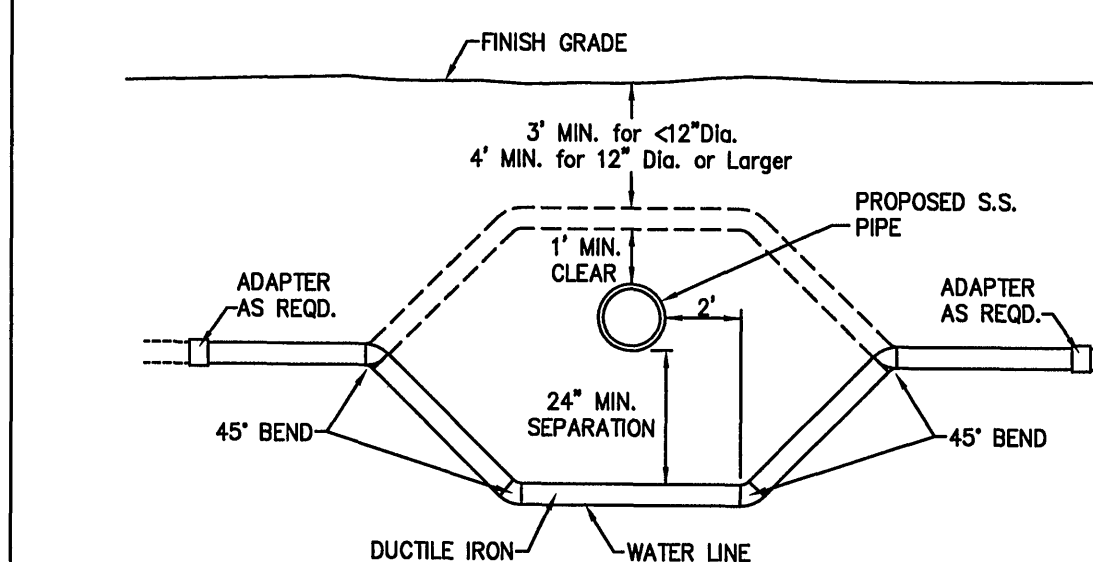 FINISH GRADE
3' MIN. for <12"Dia.
4' MIN. for 12" Dia. or Larger
PROPOSED S.S.
PIPE
1' MIN.
CLEAR
ADAPTER
AS REQD.
2'
ADAPTER
AS REQD.
24" MIN.
SEPARATION
45° BEND
45° BEND
DUCTILE IRON
WATER LINE